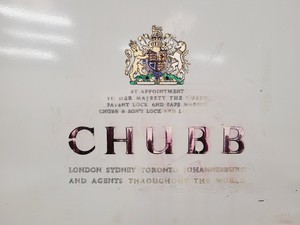 BY APPOINTMENT
TO HER MAJESTY THE QUEEN
PATENT LOCK AND SAFE
CHUBB & SON'S LOCK AND
CHUBB
LONDON SYDNEY TORONTO JOHANNESBURG
AND AGENTS THROUGHOUT THE WORLD